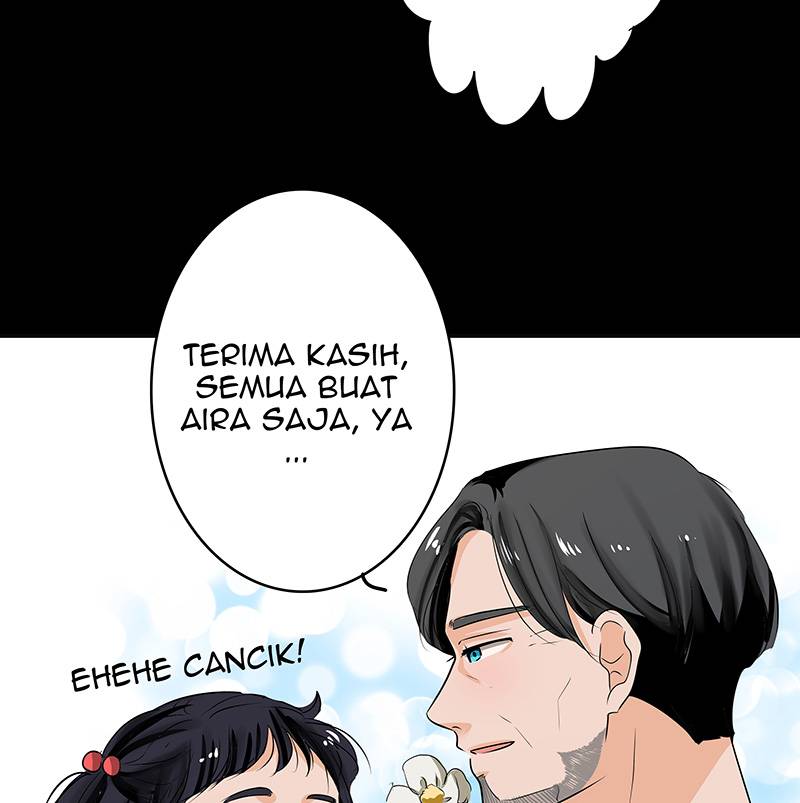 TERIMA KASIH,
SEMUA BUAT
AIRA SAJA, YA
...
EHEHE CANCIK!